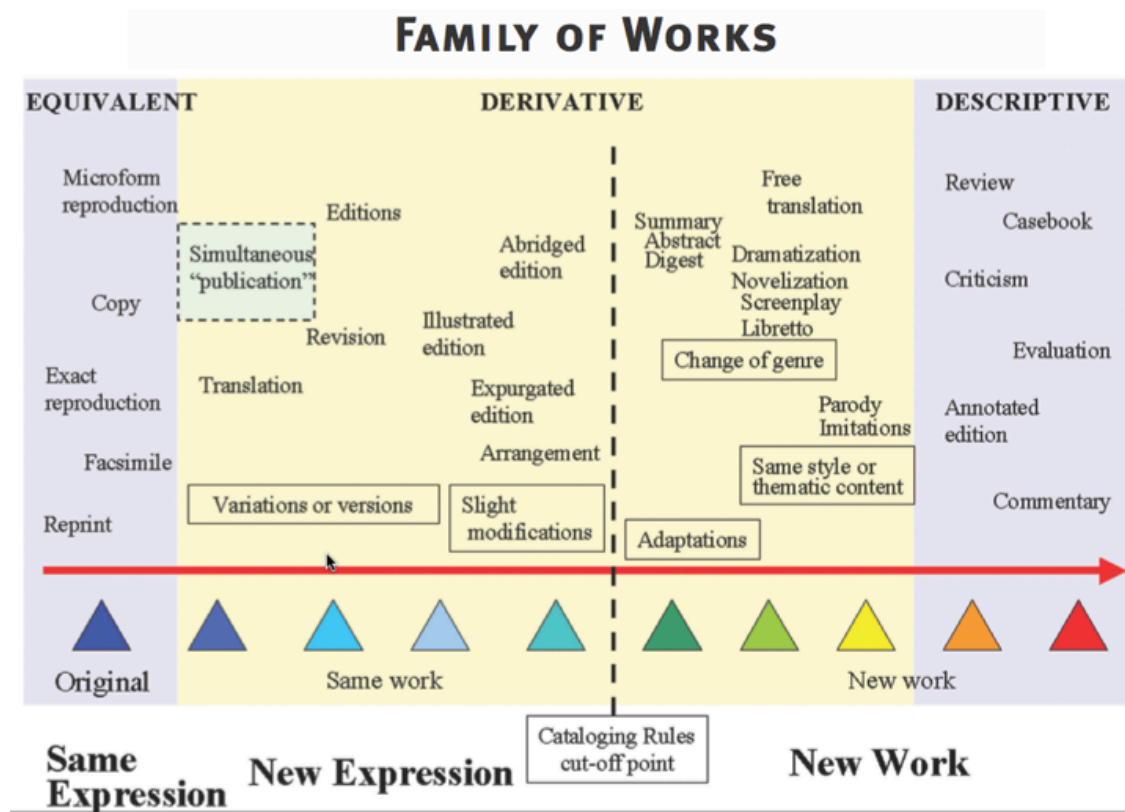 FAMILY OF WORKS
EQUIVALENT
DERIVATIVE
DESCRIPTIVE
Microform
reproduction
Simultaneous
“publication”
Copy
Exact
reproduction
Facsimile
Reprint
Editions
Revision
Translation
Illustrated
edition
Abridged
edition
Expurgated
edition
Arrangement
Variations or versions
Slight
modifications
Summary
Abstract
Digest
Free
translation
Dramatization
Novelization
Screenplay
Libretto
Change of genre
Parody
Imitations
Same style or
thematic content
Adaptations
Review
Casebook
Criticism
Evaluation
Annotated
edition
Commentary
Original
Same work
New work
Same
Expression
New Expression
Cataloging Rules
cut-off point
New Work